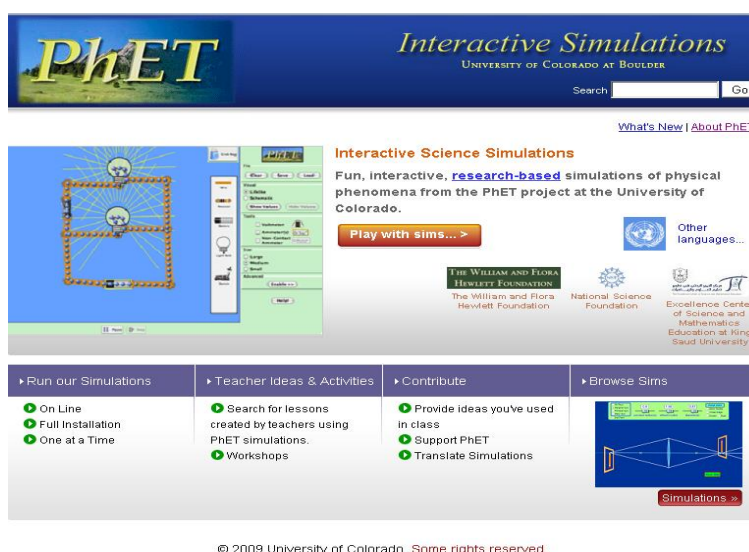 PhET
Interactive Simulations
UNIVERSITY OF COLORADO AT BOULDER
Search
Go
What's New | About PhET
Interactive Science Simulations
Fun, interactive, research-based simulations of physical
phenomena from the PhET project at the University of
Colorado.
Play with sims... >
Other
languages...
THE WILLIAM AND FLORA
HEWLETT FOUNDATION
The William and Flora
Hewlett Foundation
National Science
Foundation
Excellence Cente
of Science and
Mathematics
Education at King
Saud University
Run our Simulations
On Line
Full Installation
One at a Time
Teacher Ideas & Activities
Search for lessons
created by teachers using
PhET simulations.
Workshops
Contribute
Provide ideas you've used
in class
Support PhET
Translate Simulations
Browse Sims
Simulations »
© 2009 University of Colorado. Some rights reserved.